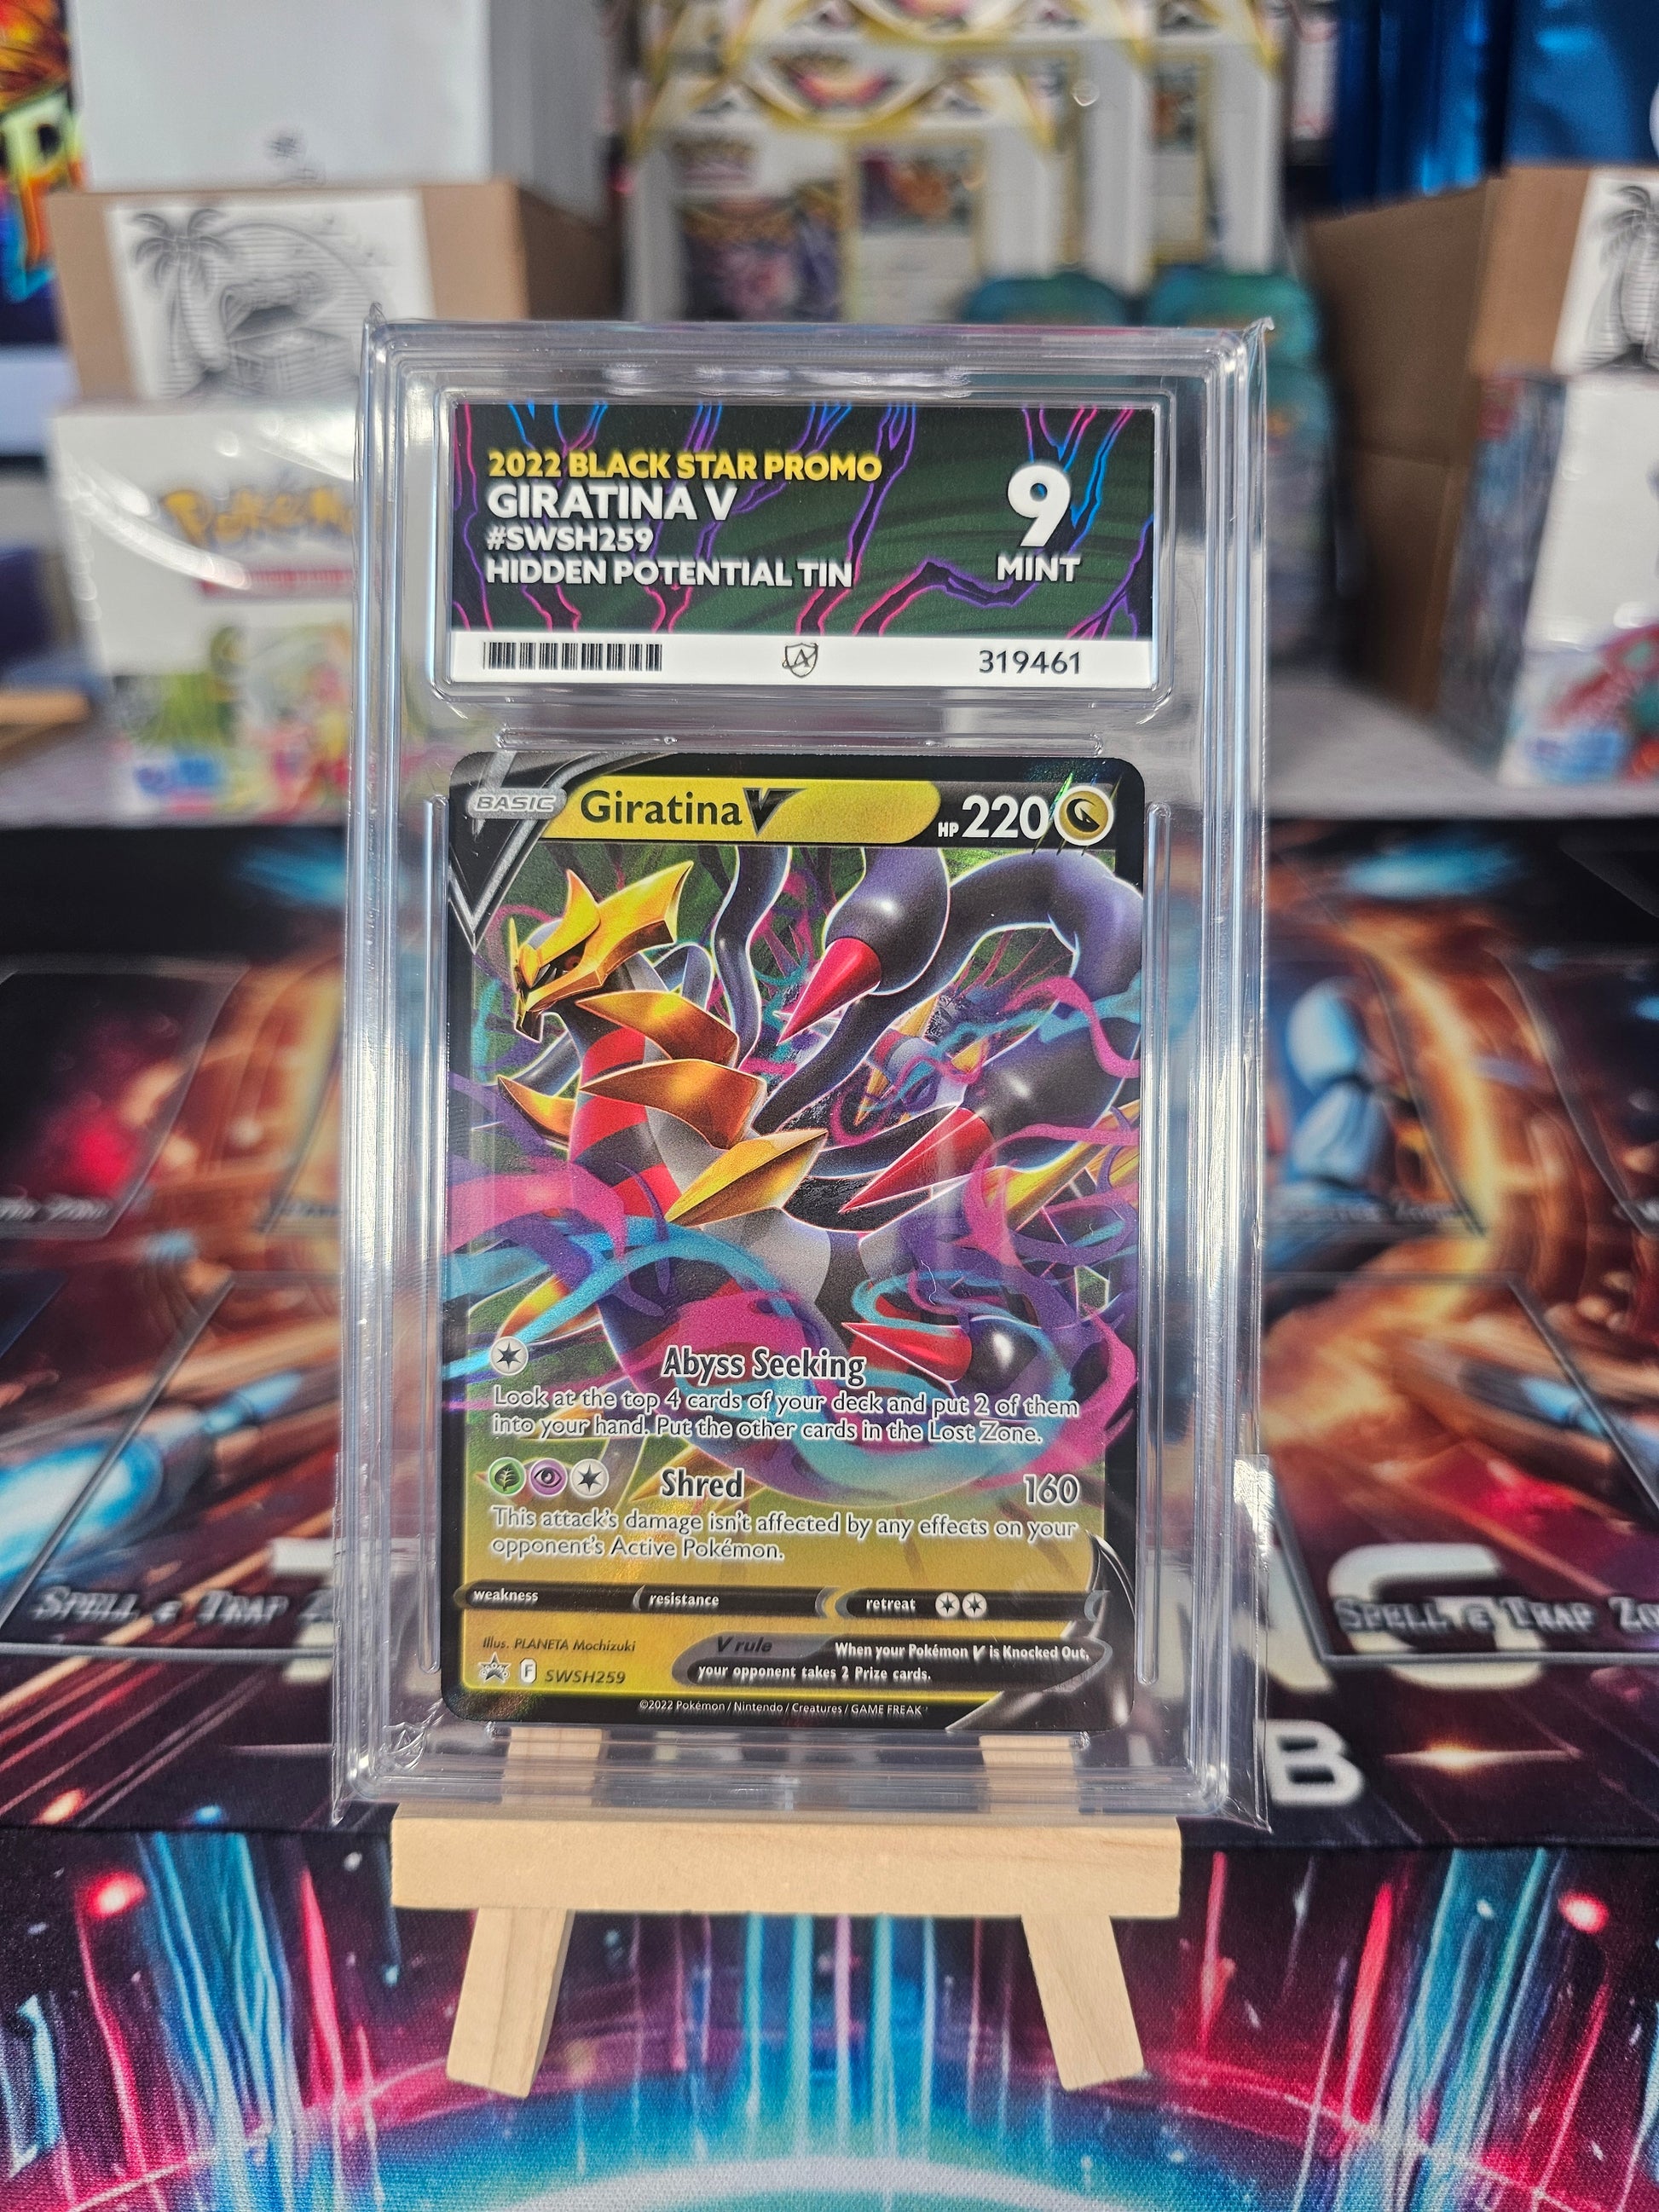 2022 BLACK STAR PROMO
GIRATINA V
#SWSH259
HIDDEN POTENTIAL TIN
9
MINT
319461
BASIC
Giratina V
HP 220
Abyss Seeking
Look at the top 4 cards of your deck and put 2 of them
into your hand. Put the other cards in the Lost Zone.
Shred 160
This attack's damage isn't affected by any effects on your
opponent's Active Pokémon.
weakness resistance retreat
Illus. PLANETA Mochizuki
V rule When your Pokémon V is Knocked Out,
your opponent takes 2 Prize cards.
F SWSH259
©2022 Pokémon / Nintendo / Creatures / GAME FREAK
Pokémon
Spell & Trap
Spell & Trap Zo
B